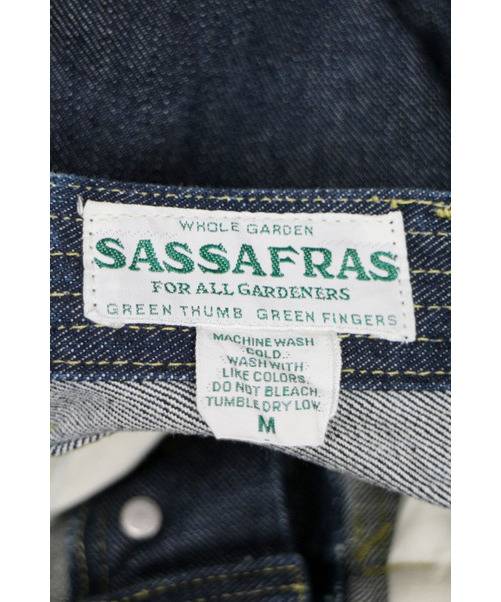 WHOLE GARDEN
SASSAFRAS
FOR ALL GARDENERS
GREEN THUMB GREEN FINGERS
MACHINE WASH
COLD.
WASH WITH
LIKE COLORS.
DO NOT BLEACH.
TUMBLE DRY LOW.
M